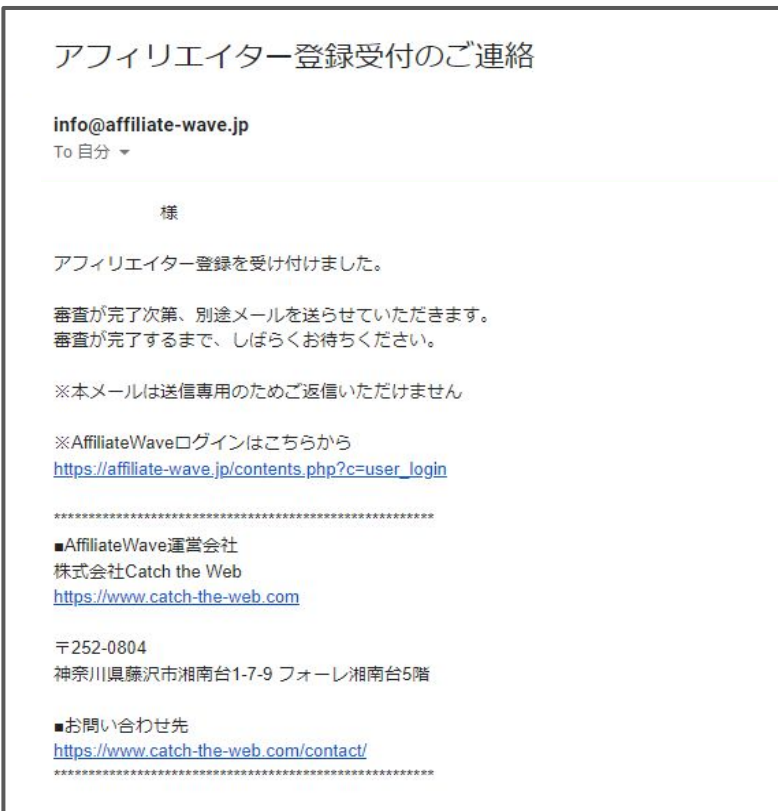 アフィリエイター登録受付のご連絡
info@affiliate-wave.jp
To 自分
様
アフィリエイター登録を受け付けました。
審査が完了次第、別途メールを送らせていただきます。
審査が完了するまで、しばらくお待ちください。
※本メールは送信専用のためご返信いただけません
※AffiliateWaveログインはこちらから
https://affiliate-wave.jp/contents.php?c=user_login
*******************************************************
■AffiliateWave運営会社
株式会社Catch the Web
https://www.catch-the-web.com
〒252-0804
神奈川県藤沢市湘南台1-7-9 フォーレ湘南台5階
■お問い合わせ先
https://www.catch-the-web.com/contact/
*******************************************************